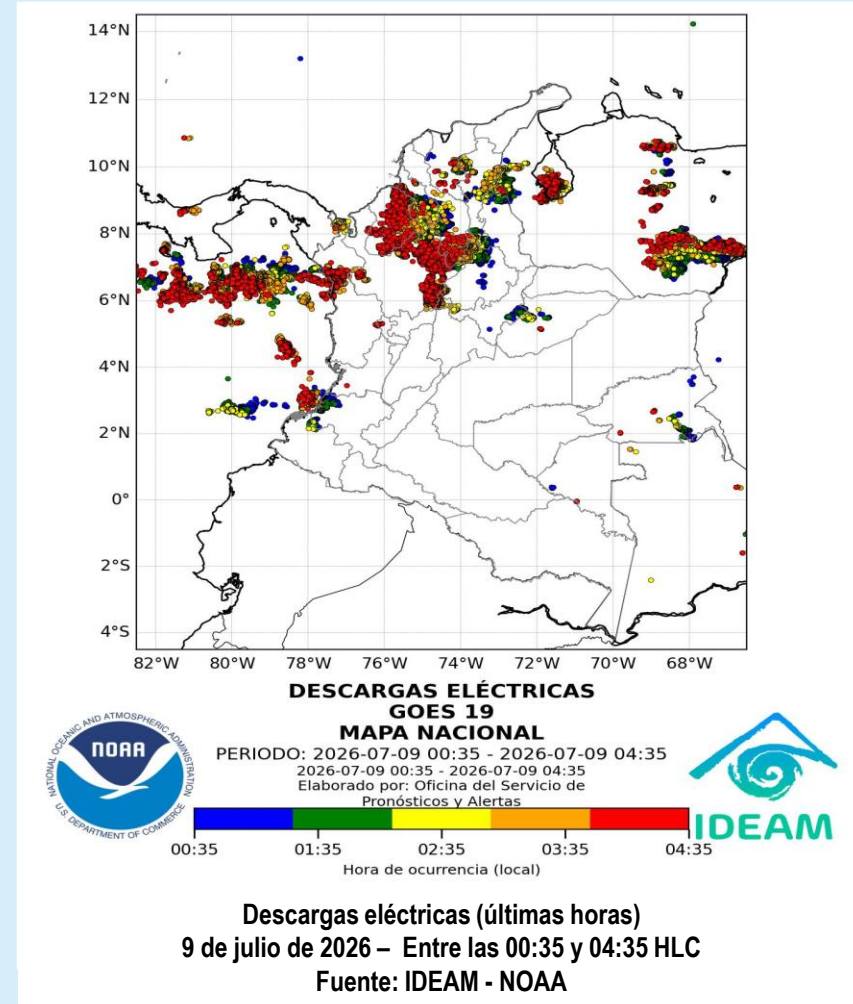 14°N
12°N
10°N
8°N
6°N
4°N
2°N
0°
2°S
4°S
82°W 80°W 78°W 76°W 74°W 72°W 70°W 68°W
DESCARGAS ELÉCTRICAS
GOES 19
MAPA NACIONAL
PERIODO: 2026-07-09 00:35 - 2026-07-09 04:35
2026-07-09 00:35 - 2026-07-09 04:35
Elaborado por: Oficina del Servicio de
Pronósticos y Alertas
NATIONAL OCEANIC AND ATMOSPHERIC ADMINISTRATION
NOAA
U.S. DEPARTMENT OF COMMERCE
IDEAM
00:35 01:35 02:35 03:35 04:35
Hora de ocurrencia (local)
Descargas eléctricas (últimas horas)
9 de julio de 2026 – Entre las 00:35 y 04:35 HLC
Fuente: IDEAM - NOAA